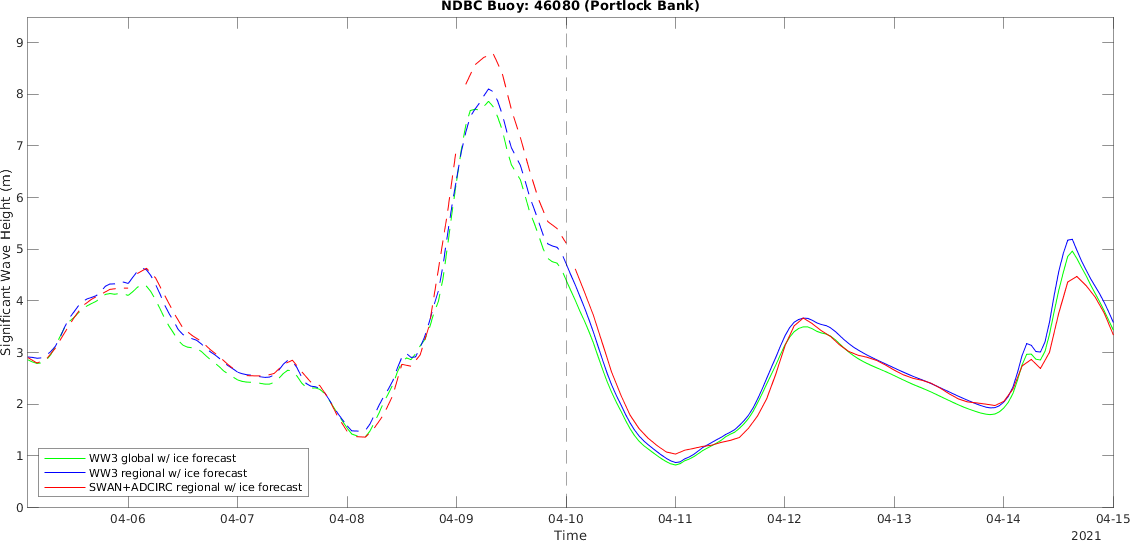 NDBC Buoy: 46080 (Portlock Bank)
Significant Wave Height (m)
9
8
7
6
5
4
3
2
1
0
WW3 global w/ ice forecast
WW3 regional w/ ice forecast
SWAN+ADCIRC regional w/ ice forecast
04-06 04-07 04-08 04-09 04-10 04-11 04-12 04-13 04-14 04-15
Time
2021